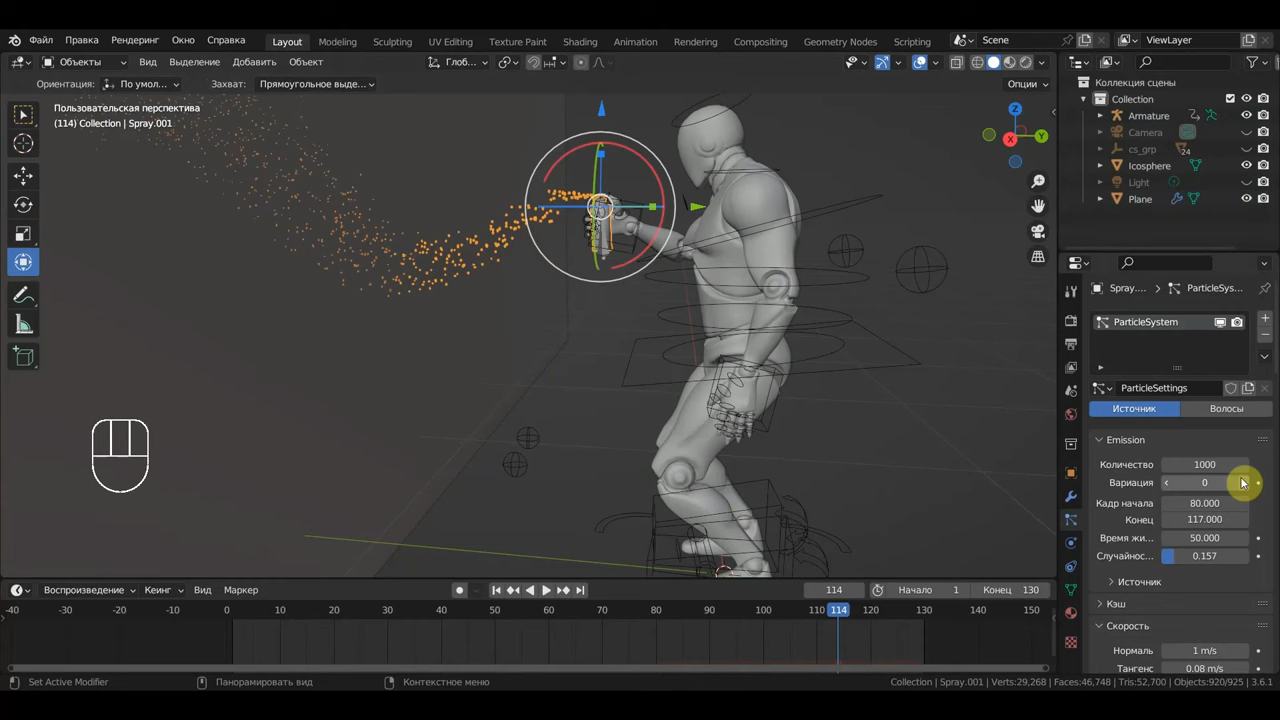 Файл Правка Рендеринг Окно Справка Layout Modeling Sculpting UV Editing Texture Paint Shading Animation Rendering Compositing Geometry Nodes Scripting Scene ViewLayer
Объекты Вид Выделение Добавить Объект Глоб...
Ориентация: По умол... Захват: Прямоугольное выде... Опции
Пользовательская перспектива
(114) Collection | Spray.001
Z
Y
X
Коллекция сцены
Collection
Armature
Camera
cs_grp 24
Icosphere
Light
Plane
Spray.... ParticleSy...
ParticleSystem
ParticleSettings
Источник Волосы
Emission
Количество 1000
Вариация 0
Кадр начала 80.000
Конец 117.000
Время жи... 50.000
Случайнос... 0.157
Источник
Кэш
Скорость
Нормаль 1 m/s
Тангенс 0.08 m/s
Воспроизведение Кеинг Вид Маркер 114 Начало 1 Конец 130
-40 -30 -20 -10 0 10 20 30 40 50 60 70 80 90 100 110 114 120 130 140 150
Set Active Modifier Панорамировать вид Контекстное меню Collection | Spray.001 | Verts:29,268 | Faces:46,748 | Tris:52,700 | Objects:920/925 | 3.6.1